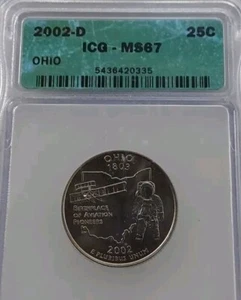 2002-D 25C
ICG - MS67
OHIO
5436420335
OHIO
1803
BIRTHPLACE
OF AVIATION
PIONEERS
2002
E PLURIBUS UNUM